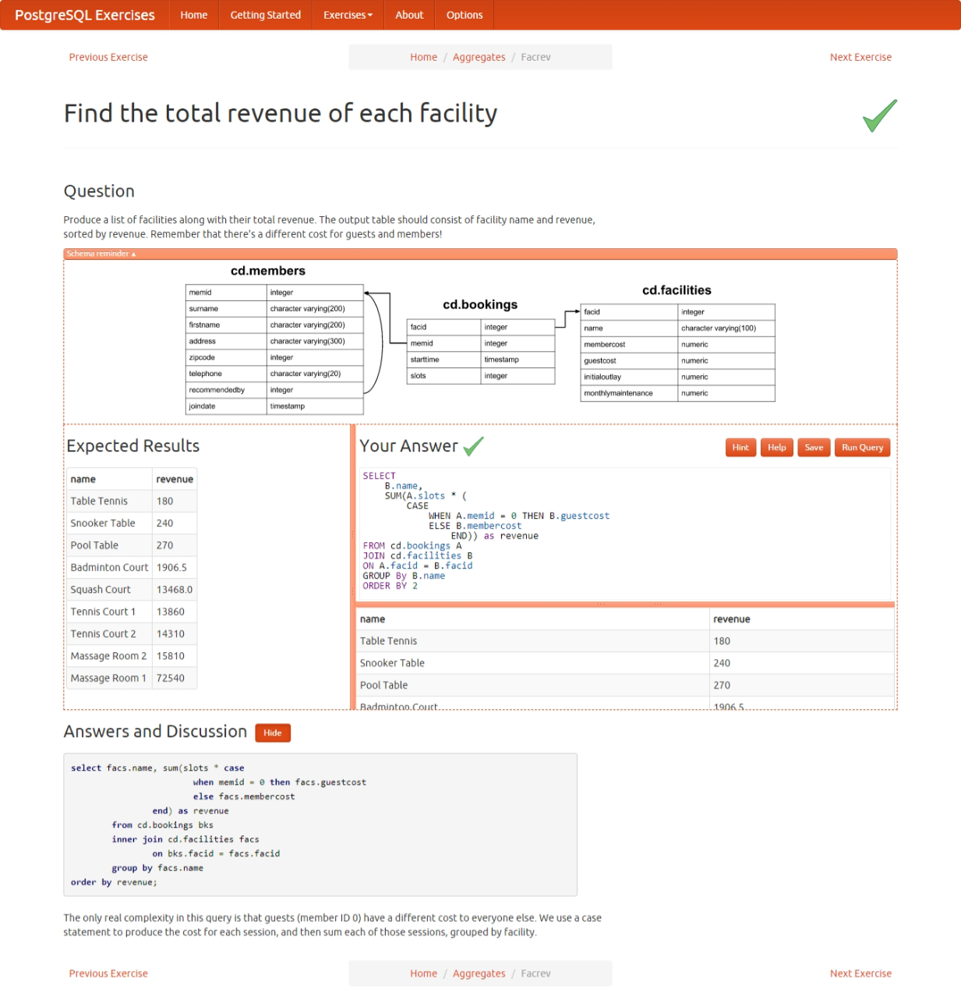 PostgreSQL Exercises Home Getting Started Exercises About Options
Previous Exercise Home / Aggregates / Facrev Next Exercise
Find the total revenue of each facility
Question
Produce a list of facilities along with their total revenue. The output table should consist of facility name and revenue,
sorted by revenue. Remember that there's a different cost for guests and members!
Schema reminder ▴
cd.members
memid integer
surname character varying(200)
firstname character varying(200)
address character varying(300)
zipcode integer
telephone character varying(20)
recommendedby integer
joindate timestamp
cd.bookings
facid integer
memid integer
starttime timestamp
slots integer
cd.facilities
facid integer
name character varying(100)
membercost numeric
guestcost numeric
initialoutlay numeric
monthlymaintenance numeric
Expected Results
name revenue
Table Tennis 180
Snooker Table 240
Pool Table 270
Badminton Court 1906.5
Squash Court 13468.0
Tennis Court 1 13860
Tennis Court 2 14310
Massage Room 2 15810
Massage Room 1 72540
Your Answer
Hint Help Save Run Query
SELECT
B.name,
SUM(A.slots * (
CASE
WHEN A.memid = 0 THEN B.guestcost
ELSE B.membercost
END)) as revenue
FROM cd.bookings A
JOIN cd.facilities B
ON A.facid = B.facid
GROUP By B.name
ORDER BY 2
name revenue
Table Tennis 180
Snooker Table 240
Pool Table 270
Badminton Court 1906.5
Answers and Discussion Hide
select facs.name, sum(slots * case
when memid = 0 then facs.guestcost
else facs.membercost
end) as revenue
from cd.bookings bks
inner join cd.facilities facs
on bks.facid = facs.facid
group by facs.name
order by revenue;
The only real complexity in this query is that guests (member ID 0) have a different cost to everyone else. We use a case
statement to produce the cost for each session, and then sum each of those sessions, grouped by facility.
Previous Exercise Home / Aggregates / Facrev Next Exercise